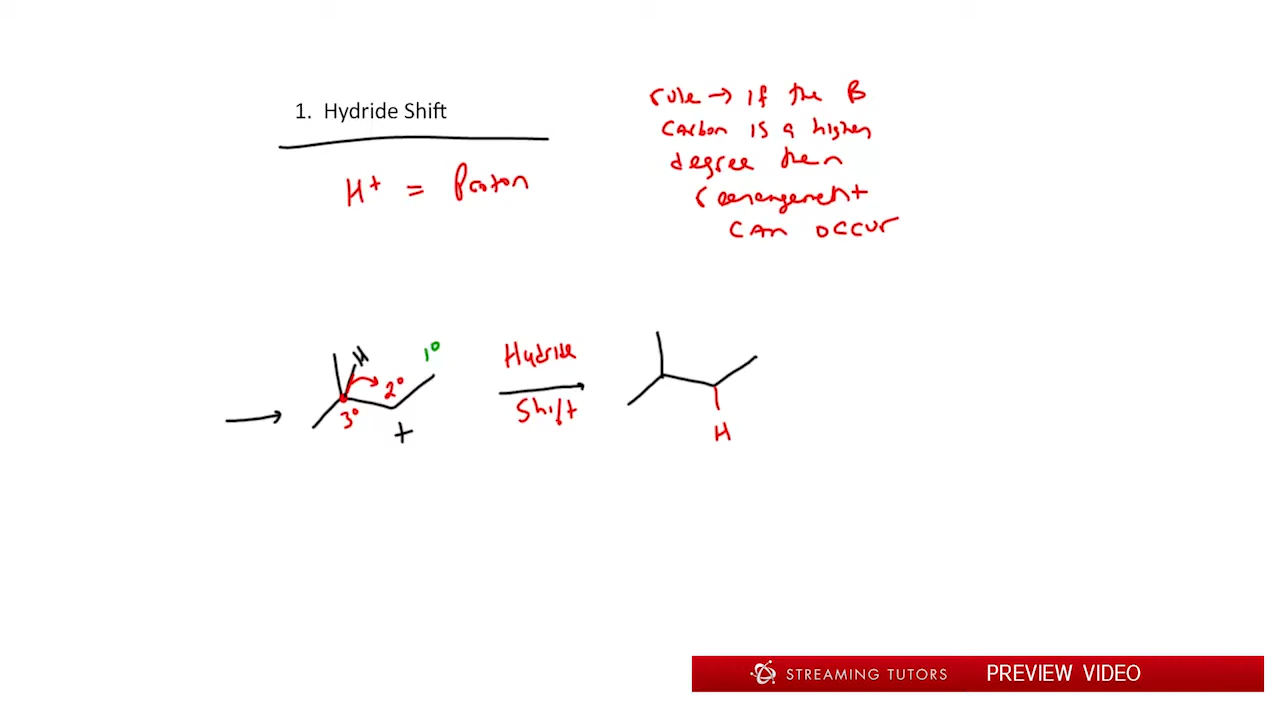 1. Hydride Shift
H+ = Proton
rule → if the B
carbon is a higher
degree then
rearrangement
can occur
H
1°
2°
3°
+
Hydride
Shift
H
STREAMING TUTORS PREVIEW VIDEO